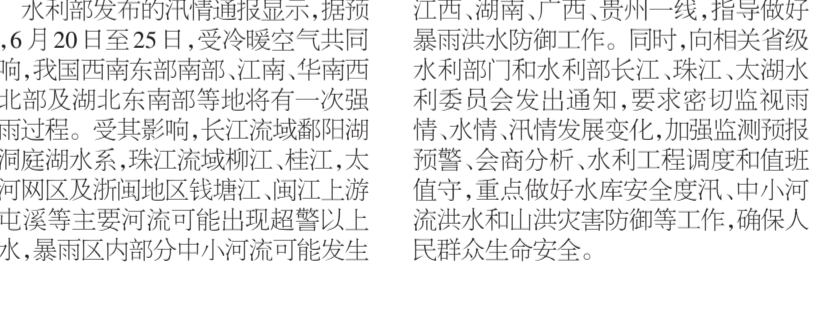 水利部发布的汛情通报显示，据预
，6月20日至25日，受冷暖空气共同
响，我国西南东部南部、江南、华南西
北部及湖北东南部等地将有一次强
雨过程。受其影响，长江流域鄱阳湖
洞庭湖水系，珠江流域柳江、桂江，太
河网区及浙闽地区钱塘江、闽江上游
屯溪等主要河流可能出现超警以上
水，暴雨区内部分中小河流可能发生
江西、湖南、广西、贵州一线，指导做好
暴雨洪水防御工作。同时，向相关省级
水利部门和水利部长江、珠江、太湖水
利委员会发出通知，要求密切监视雨
情、水情、汛情发展变化，加强监测预报
预警、会商分析、水利工程调度和值班
值守，重点做好水库安全度汛、中小河
流洪水和山洪灾害防御等工作，确保人
民群众生命安全。